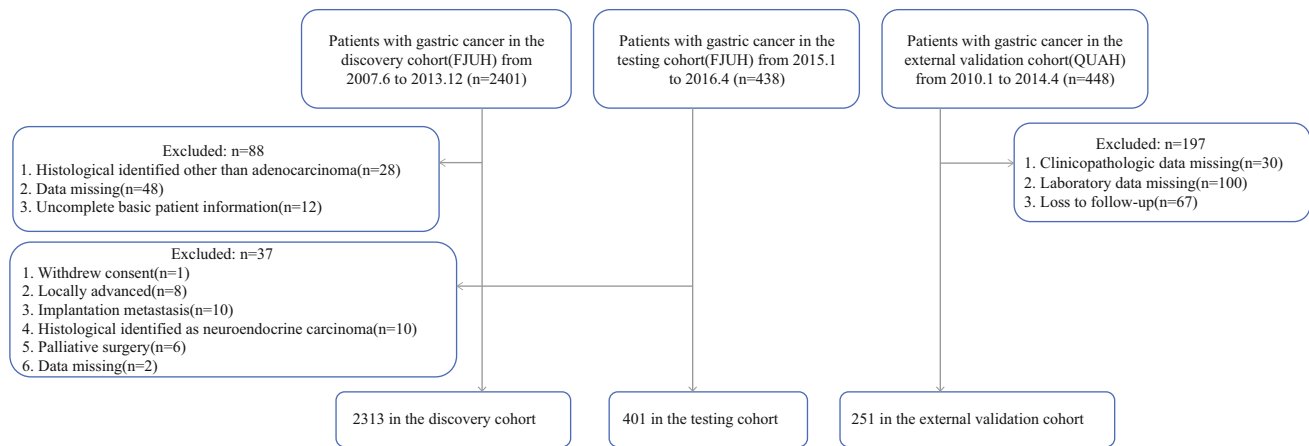 Patients with gastric cancer in the
discovery cohort(FJUH) from
2007.6 to 2013.12 (n=2401)
Patients with gastric cancer in the
testing cohort(FJUH) from 2015.1
to 2016.4 (n=438)
Patients with gastric cancer in the
external validation cohort(QUAH)
from 2010.1 to 2014.4 (n=448)
Excluded: n=88
1. Histological identified other than adenocarcinoma(n=28)
2. Data missing(n=48)
3. Uncomplete basic patient information(n=12)
Excluded: n=197
1. Clinicopathologic data missing(n=30)
2. Laboratory data missing(n=100)
3. Loss to follow-up(n=67)
Excluded: n=37
1. Withdrew consent(n=1)
2. Locally advanced(n=8)
3. Implantation metastasis(n=10)
4. Histological identified as neuroendocrine carcinoma(n=10)
5. Palliative surgery(n=6)
6. Data missing(n=2)
2313 in the discovery cohort
401 in the testing cohort
251 in the external validation cohort